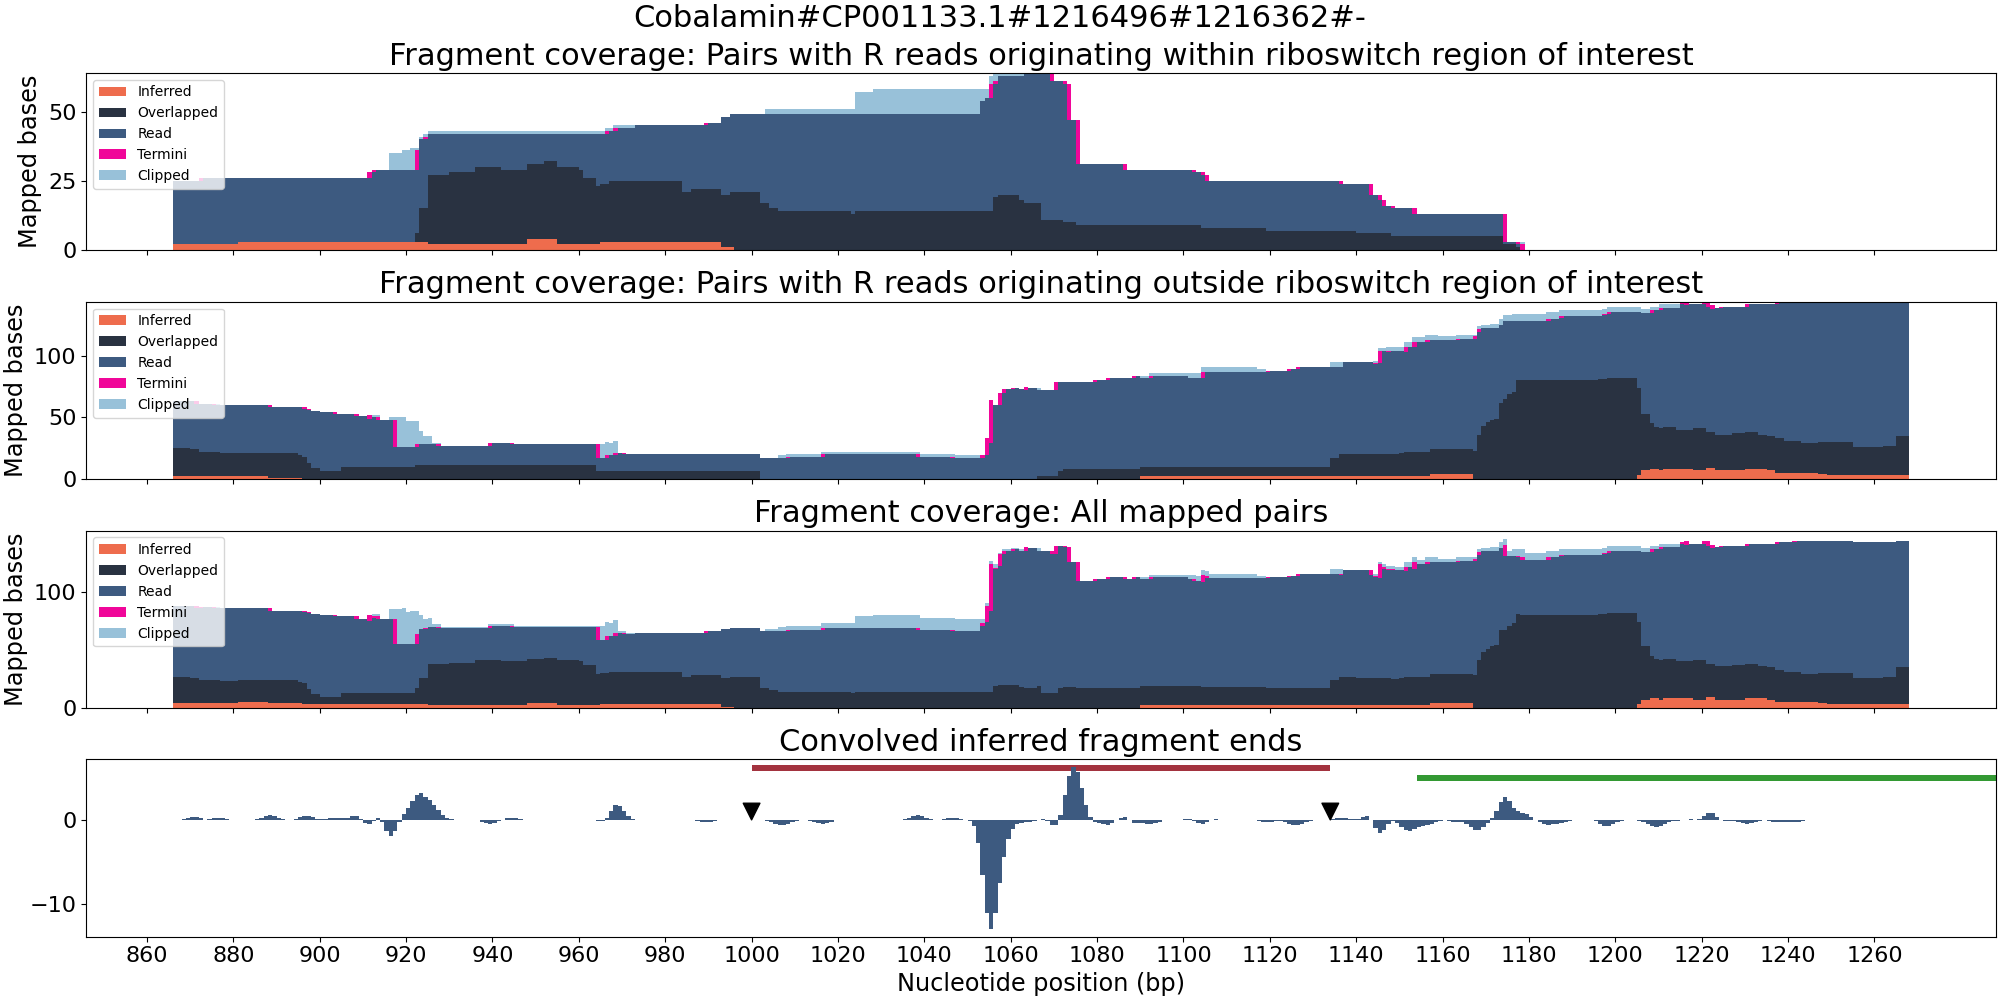 Cobalamin#CP001133.1#1216496#1216362#-
Fragment coverage: Pairs with R reads originating within riboswitch region of interest
Mapped bases
50
25
0
Inferred
Overlapped
Read
Termini
Clipped
Fragment coverage: Pairs with R reads originating outside riboswitch region of interest
Mapped bases
100
50
0
Inferred
Overlapped
Read
Termini
Clipped
Fragment coverage: All mapped pairs
Mapped bases
100
0
Inferred
Overlapped
Read
Termini
Clipped
Convolved inferred fragment ends
0
−10
860 880 900 920 940 960 980 1000 1020 1040 1060 1080 1100 1120 1140 1160 1180 1200 1220 1240 1260
Nucleotide position (bp)